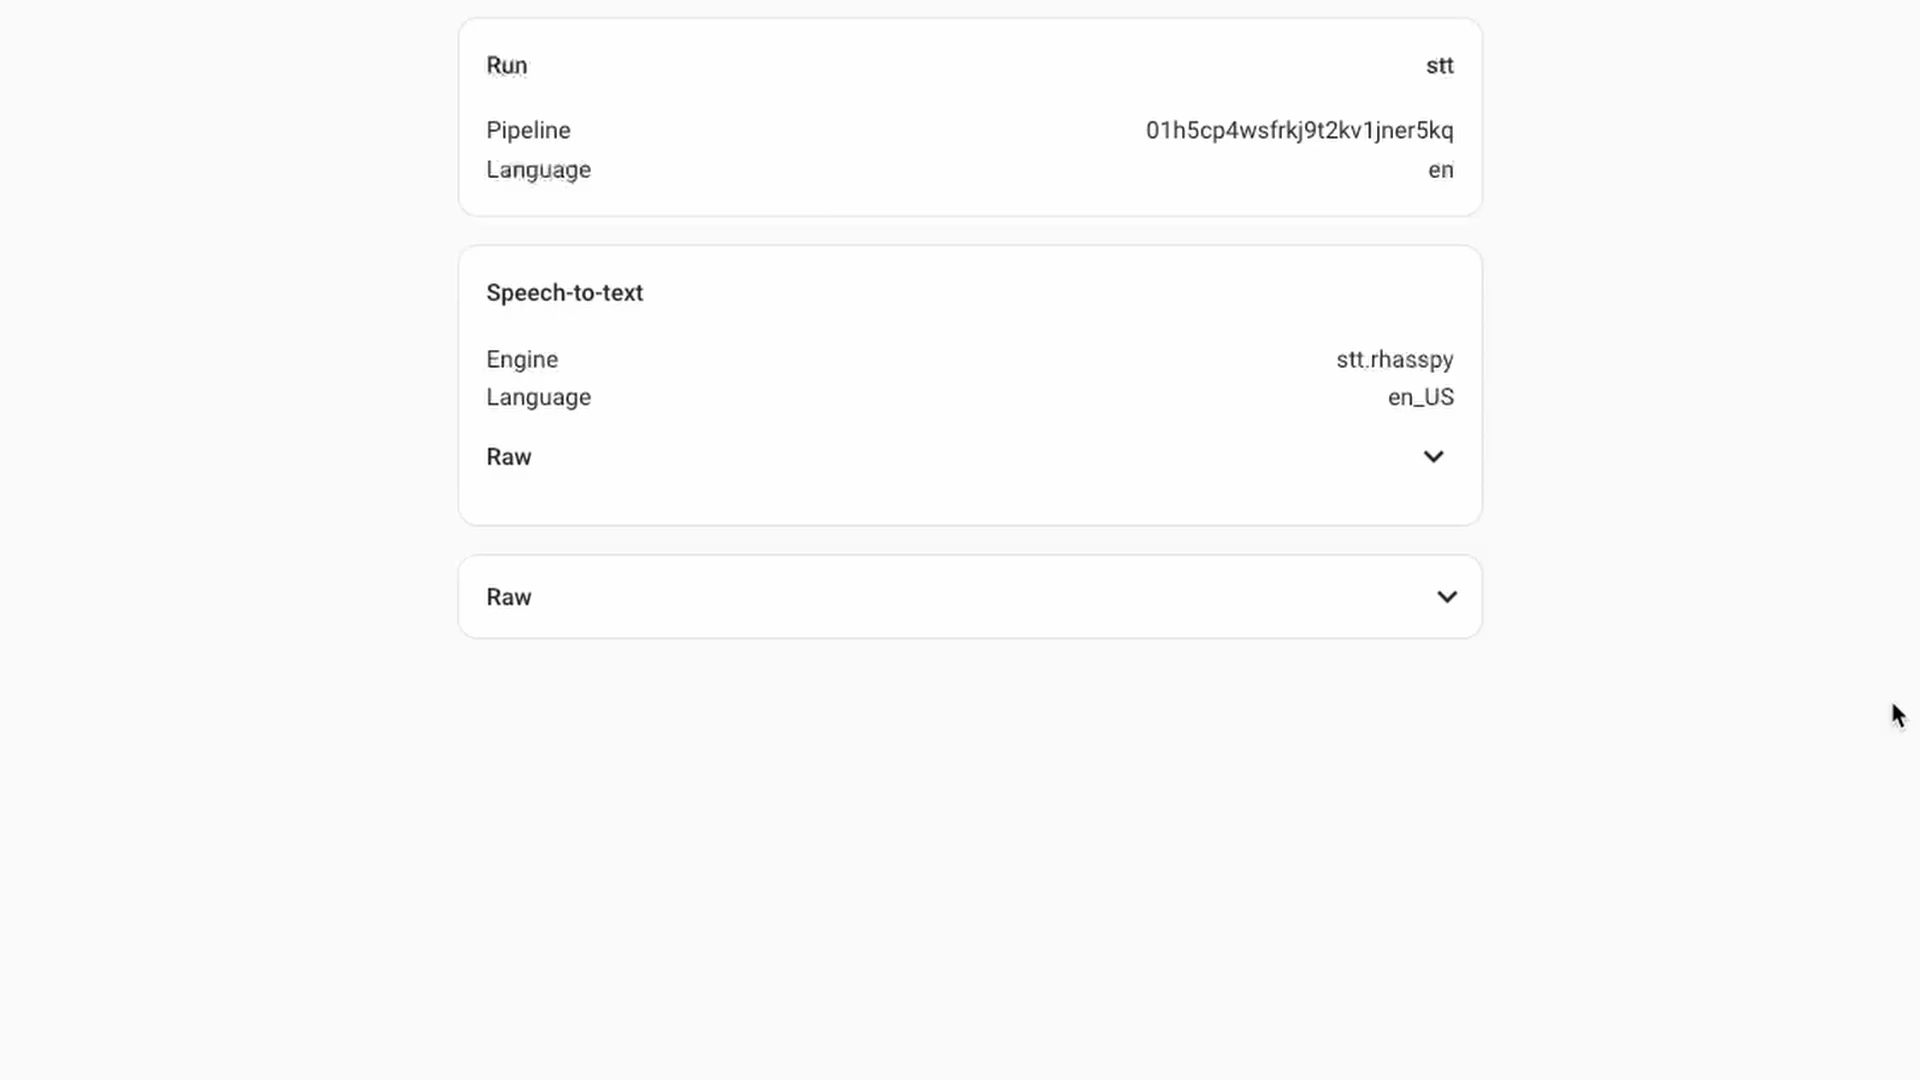 Run stt
Pipeline 01h5cp4wsfrkj9t2kv1jner5kq
Language en
Speech-to-text
Engine stt.rhasspy
Language en_US
Raw
Raw